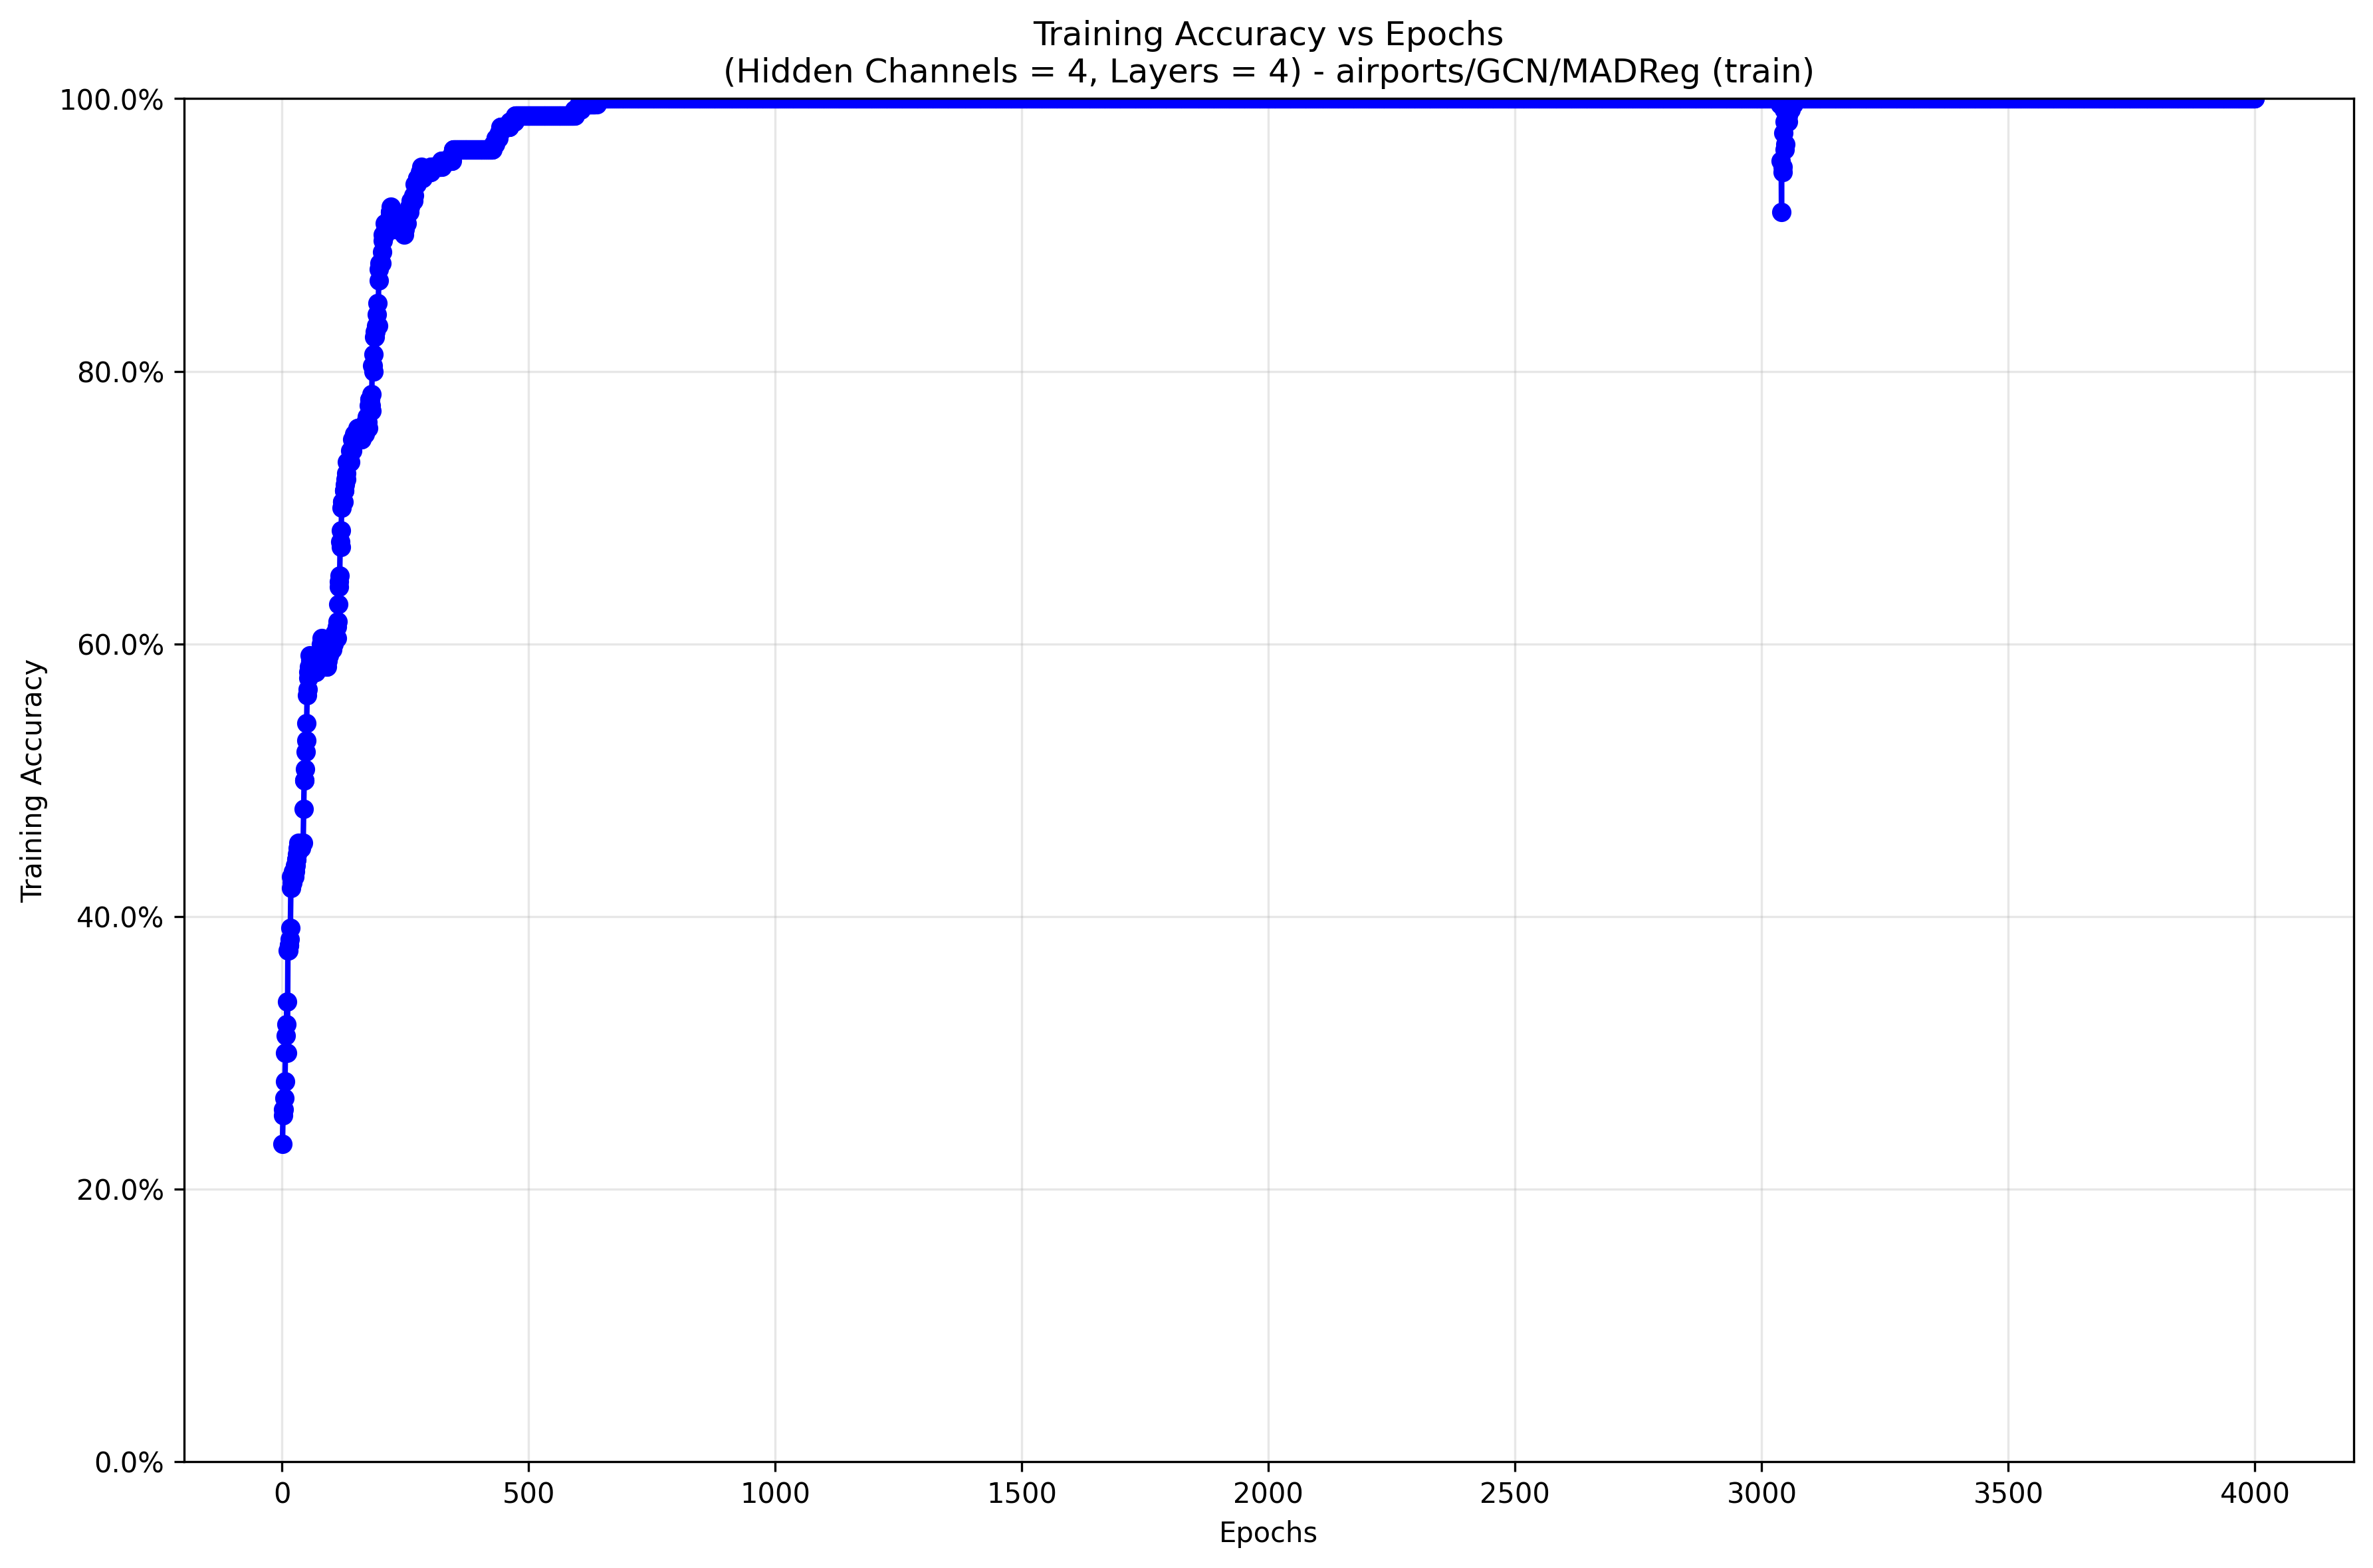 Training Accuracy vs Epochs
(Hidden Channels = 4, Layers = 4) - airports/GCN/MADReg (train)
Training Accuracy
100.0%
80.0%
60.0%
40.0%
20.0%
0.0%
0 500 1000 1500 2000 2500 3000 3500 4000
Epochs